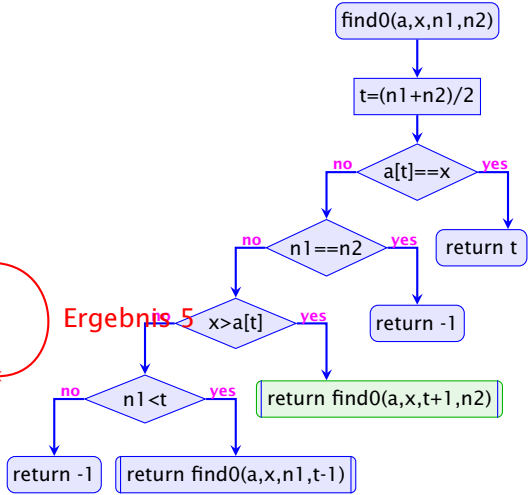 find0(a,x,n1,n2)
t=(n1+n2)/2
a[t]==x
no
yes
return t
n1==n2
no
yes
return -1
Ergebnis 5
x>a[t]
no
yes
return find0(a,x,t+1,n2)
n1<t
no
yes
return -1
return find0(a,x,n1,t-1)